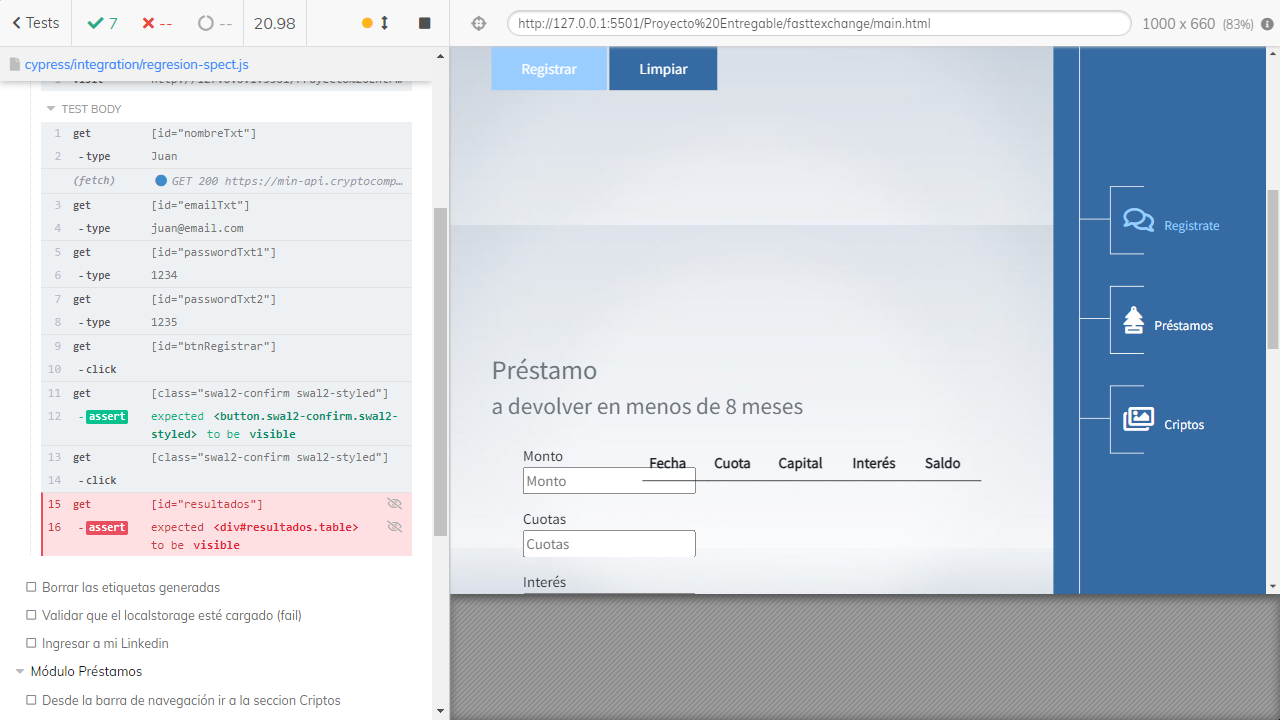 Tests
7
--
--
20.98
http://127.0.0.1:5501/Proyecto%20Entregable/fasttexchange/main.html
1000 x 660 (83%)
cypress/integration/regresion-spect.js
TEST BODY
1 get [id="nombreTxt"]
2 -type Juan
(fetch) GET 200 https://min-api.cryptocomp…
3 get [id="emailTxt"]
4 -type juan@email.com
5 get [id="passwordTxt1"]
6 -type 1234
7 get [id="passwordTxt2"]
8 -type 1235
9 get [id="btnRegistrar"]
10 -click
11 get [class="swal2-confirm swal2-styled"]
12 -assert expected <button.swal2-confirm.swal2-
styled> to be visible
13 get [class="swal2-confirm swal2-styled"]
14 -click
15 get [id="resultados"]
16 -assert expected <div#resultados.table>
to be visible
Borrar las etiquetas generadas
Validar que el localstorage esté cargado (fail)
Ingresar a mi Linkedin
Módulo Préstamos
Desde la barra de navegación ir a la seccion Criptos
Registrar Limpiar
Préstamo
a devolver en menos de 8 meses
Monto
Monto
Fecha Cuota Capital Interés Saldo
Cuotas
Cuotas
Interés
Registrate
Préstamos
Criptos